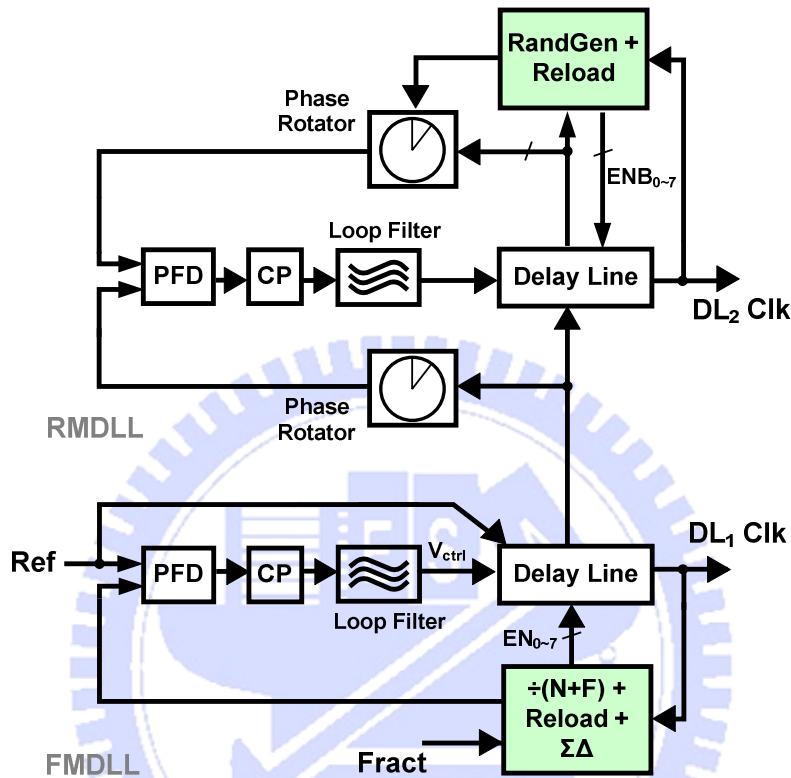 RandGen +
Reload
Phase
Rotator
ENB₀~₇
Loop Filter
PFD
CP
Delay Line
DL₂ Clk
Phase
Rotator
RMDLL
Ref
PFD
CP
Vctrl
Loop Filter
Delay Line
DL₁ Clk
EN₀~₇
÷(N+F) +
Reload +
ΣΔ
Fract
FMDLL